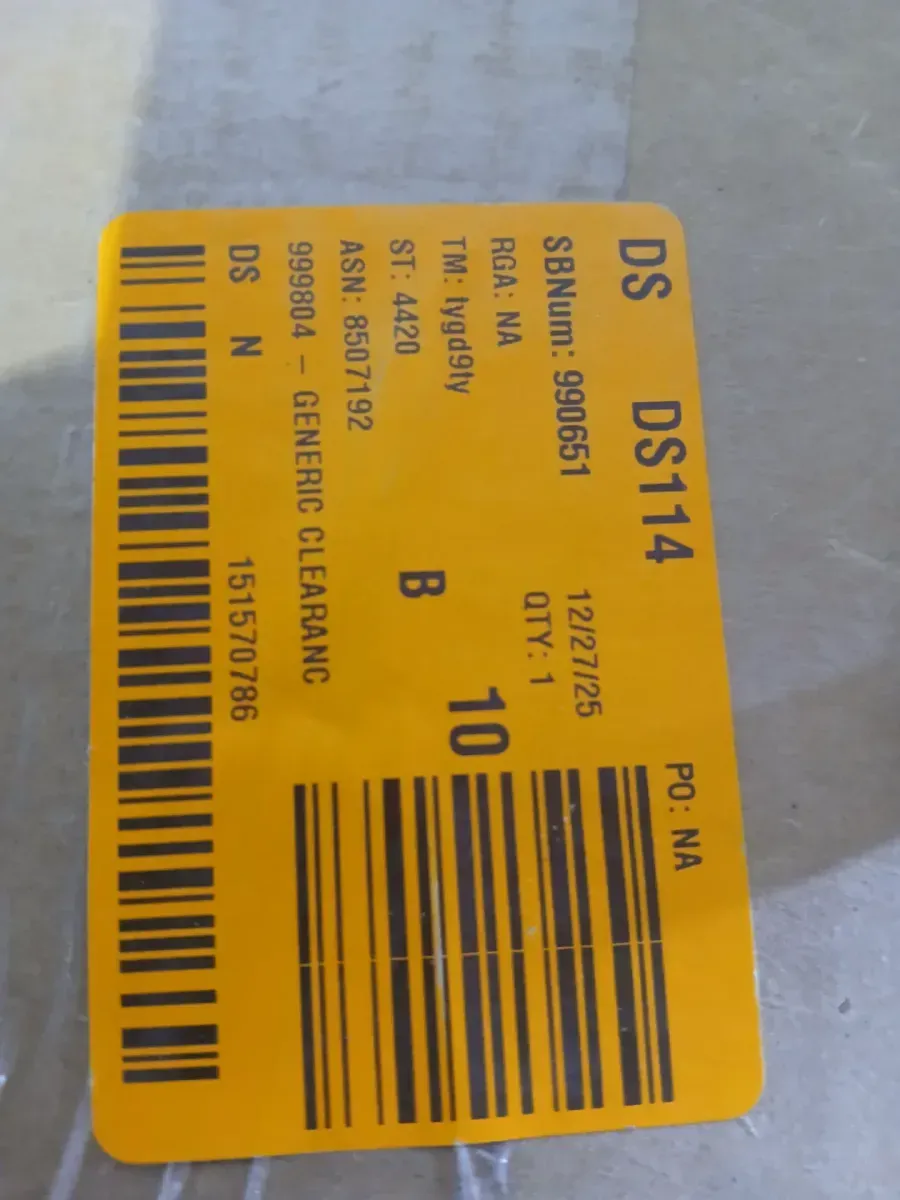 DS DS114
PO: NA
SBNum: 990651
12/27/25
RGA: NA
QTY: 1
TM: tygd9ty
10
ST: 4420
B
ASN: 8507192
999804 – GENERIC CLEARANC
DS N 151570786